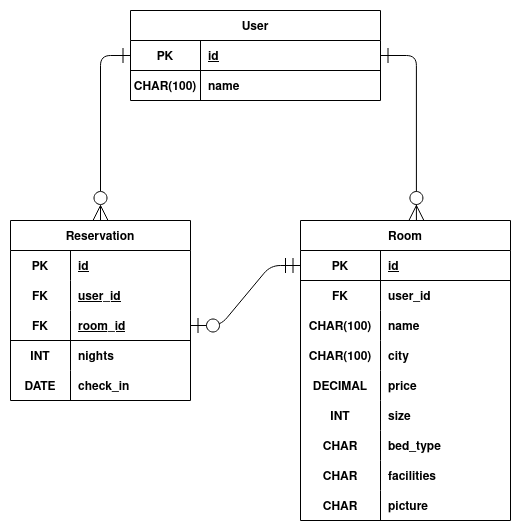 User
PK id
CHAR(100) name
Reservation
PK id
FK user_id
FK room_id
INT nights
DATE check_in
Room
PK id
FK user_id
CHAR(100) name
CHAR(100) city
DECIMAL price
INT size
CHAR bed_type
CHAR facilities
CHAR picture